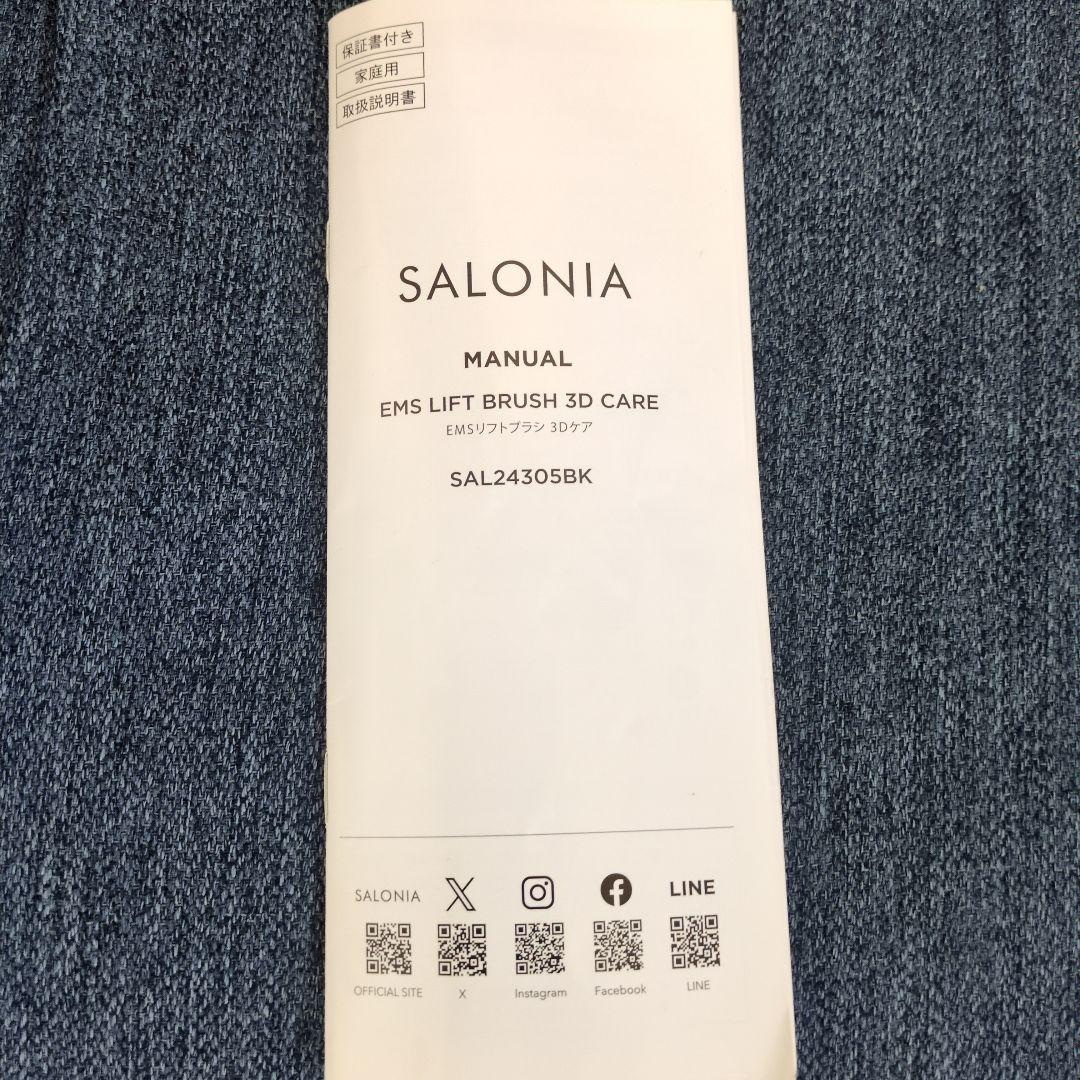 保証書付き
家庭用
取扱説明書
SALONIA
MANUAL
EMS LIFT BRUSH 3D CARE
EMSリフトブラシ 3Dケア
SAL24305BK
SALONIA
LINE
OFFICIAL SITE
X
Instagram
Facebook
LINE